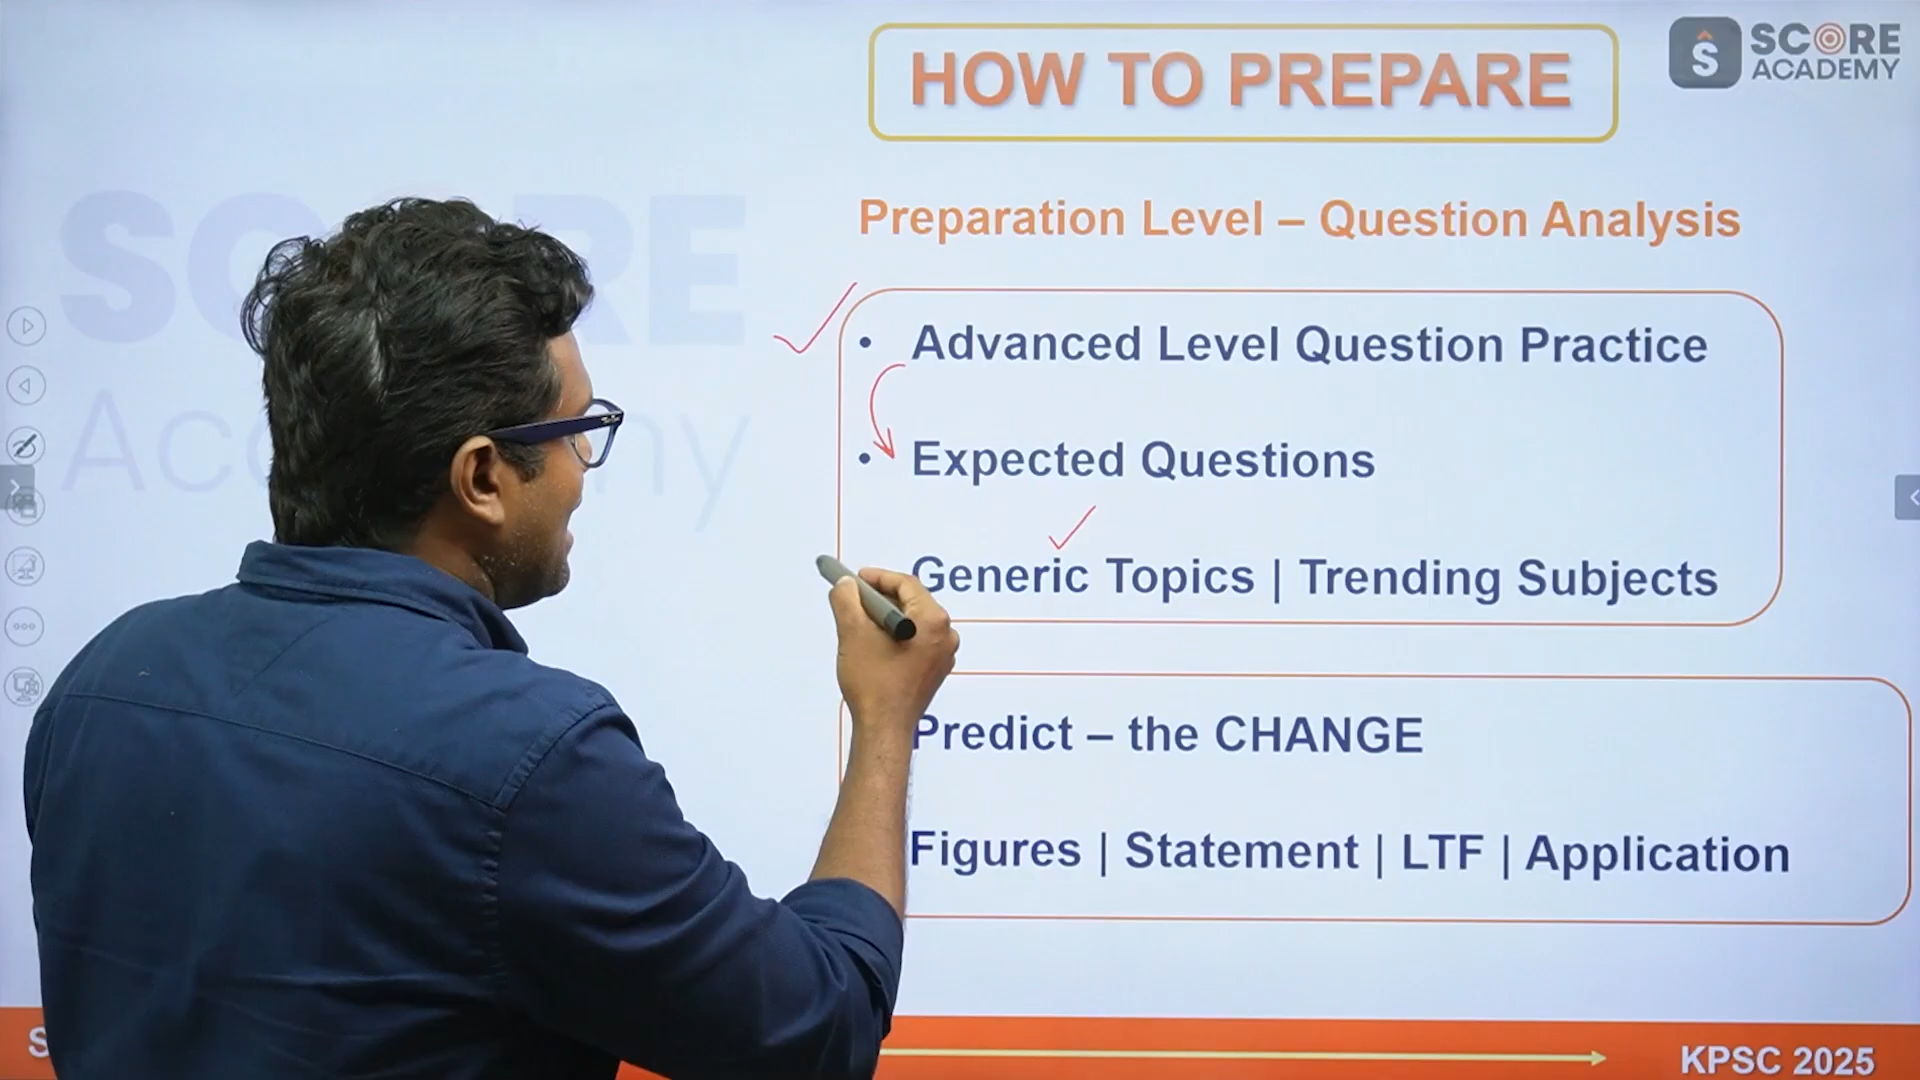 HOW TO PREPARE
SCORE
ACADEMY
Preparation Level – Question Analysis
• Advanced Level Question Practice
• Expected Questions
Generic Topics | Trending Subjects
Predict – the CHANGE
Figures | Statement | LTF | Application
KPSC 2025